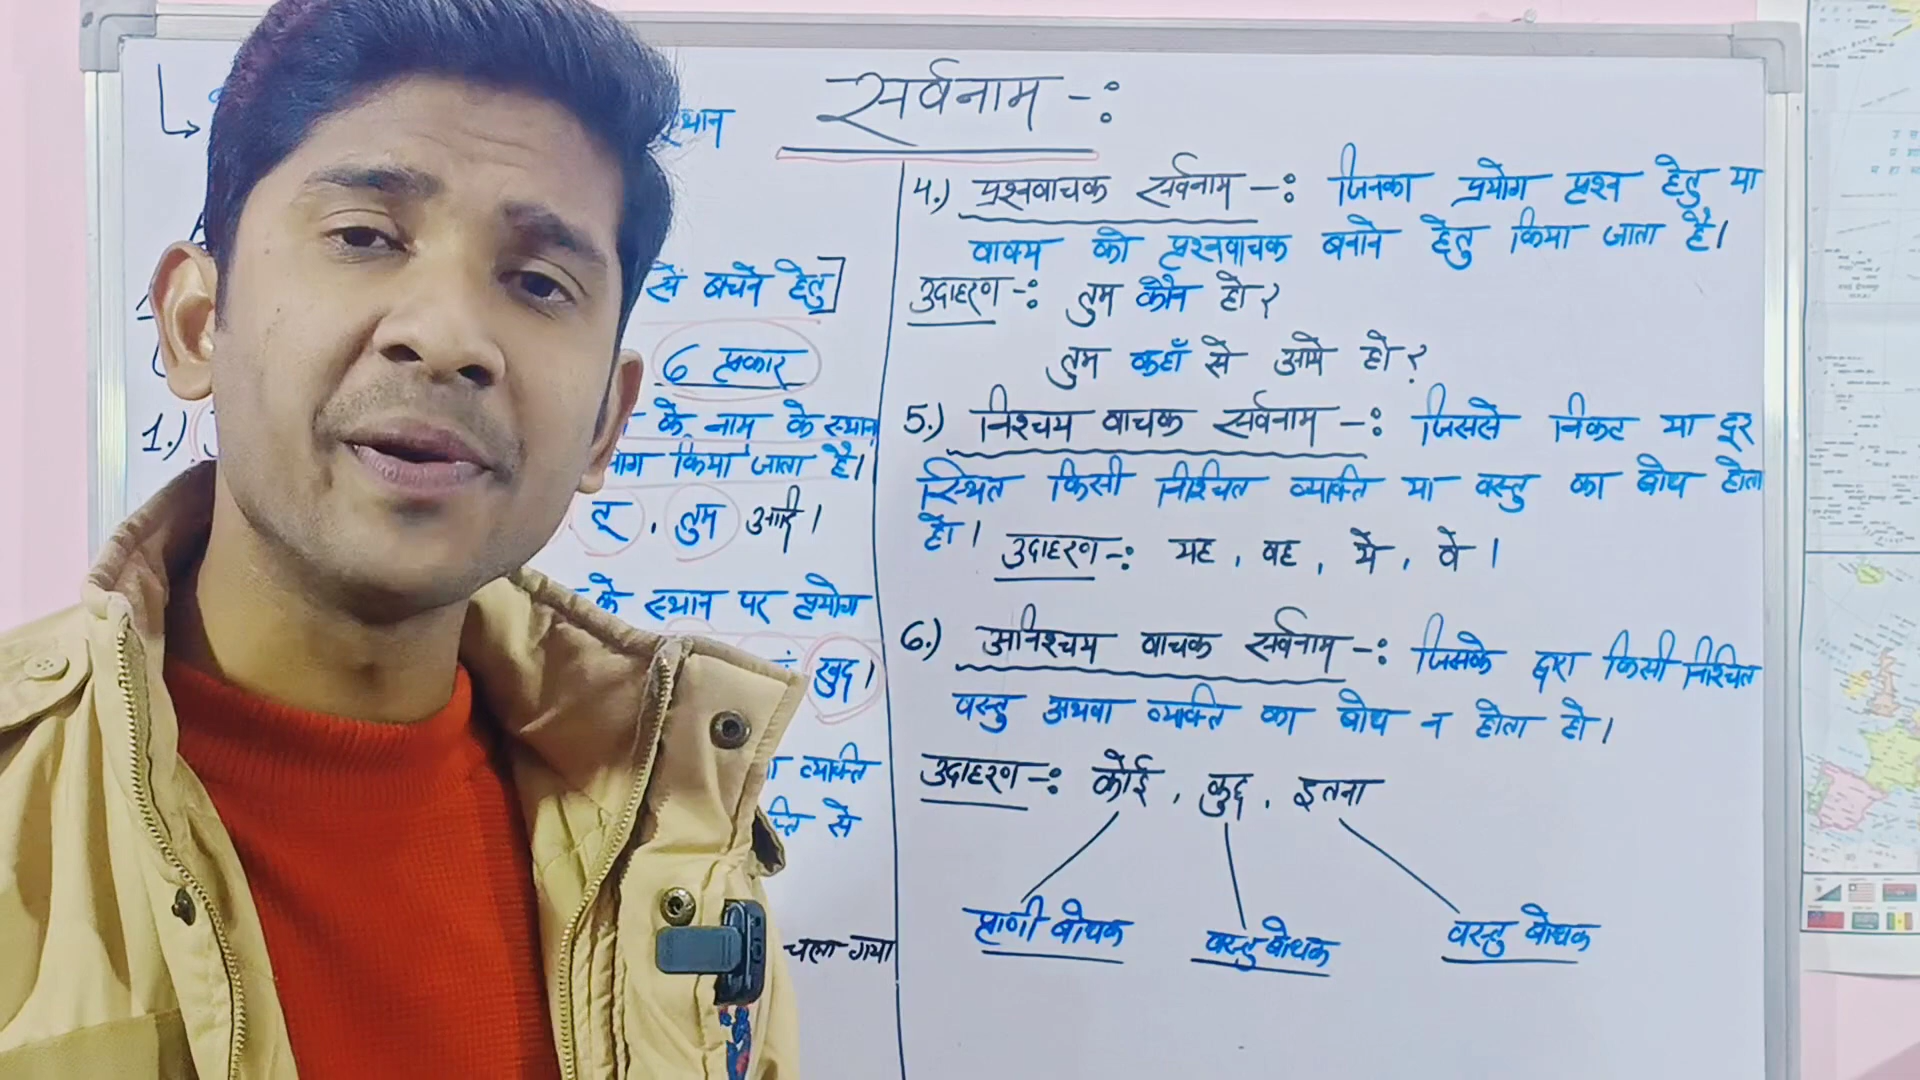 सर्वनाम -:
स्थान
से बचने हेतु]
6 प्रकार
1.)
के नाम के स्थान
किया जाता है।
तू, तुम आदि।
के स्थान पर प्रयोग
खुद।
व्यक्ति
से
चला गया
4.) प्रश्नवाचक सर्वनाम -: जिनका प्रयोग प्रश्न हेतु या
वाक्य को प्रश्नवाचक बनाने हेतु किया जाता है।
उदाहरण -: तुम कौन हो?
तुम कहाँ से आये हो?
5.) निश्चय वाचक सर्वनाम -: जिससे निकट या दूर
स्थित किसी निश्चित व्यक्ति या वस्तु का बोध होता
हो।
उदाहरण -: यह, वह, ये, वे।
6.) अनिश्चय वाचक सर्वनाम -: जिसके द्वारा किसी निश्चित
वस्तु अथवा व्यक्ति का बोध न होता हो।
उदाहरण -: कोई, कुछ, इतना
प्राणी बोधक वस्तु बोधक वस्तु बोधक